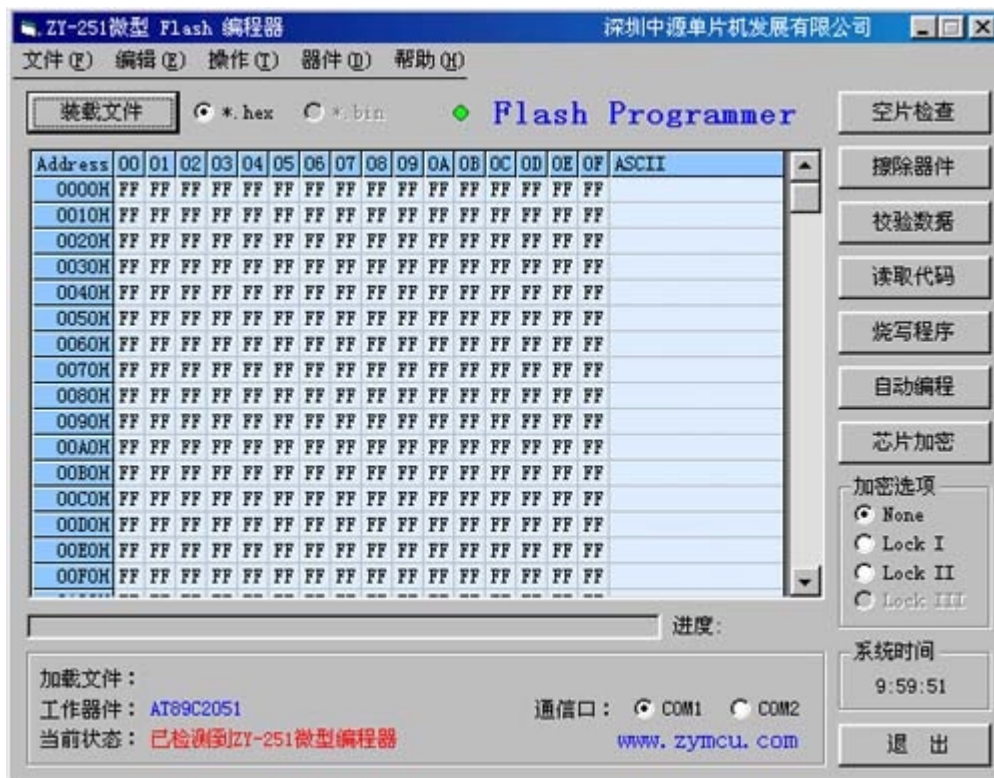 ZY-251微型 Flash 编程器 深圳中源单片机发展有限公司
文件(F) 编辑(E) 操作(T) 器件(D) 帮助(H)
装载文件 *.hex *.bin Flash Programmer 空片检查
擦除器件
校验数据
读取代码
烧写程序
自动编程
芯片加密
Address 00 01 02 03 04 05 06 07 08 09 0A 0B 0C 0D 0E 0F ASCII
0000H FF FF FF FF FF FF FF FF FF FF FF FF FF FF FF FF
0010H FF FF FF FF FF FF FF FF FF FF FF FF FF FF FF FF
0020H FF FF FF FF FF FF FF FF FF FF FF FF FF FF FF FF
0030H FF FF FF FF FF FF FF FF FF FF FF FF FF FF FF FF
0040H FF FF FF FF FF FF FF FF FF FF FF FF FF FF FF FF
0050H FF FF FF FF FF FF FF FF FF FF FF FF FF FF FF FF
0060H FF FF FF FF FF FF FF FF FF FF FF FF FF FF FF FF
0070H FF FF FF FF FF FF FF FF FF FF FF FF FF FF FF FF
0080H FF FF FF FF FF FF FF FF FF FF FF FF FF FF FF FF
0090H FF FF FF FF FF FF FF FF FF FF FF FF FF FF FF FF
00A0H FF FF FF FF FF FF FF FF FF FF FF FF FF FF FF FF
00B0H FF FF FF FF FF FF FF FF FF FF FF FF FF FF FF FF
00C0H FF FF FF FF FF FF FF FF FF FF FF FF FF FF FF FF
00D0H FF FF FF FF FF FF FF FF FF FF FF FF FF FF FF FF
00E0H FF FF FF FF FF FF FF FF FF FF FF FF FF FF FF FF
00F0H FF FF FF FF FF FF FF FF FF FF FF FF FF FF FF FF
加密选项
None
Lock I
Lock II
Lock III
进度:
系统时间
9:59:51
加载文件：
工作器件： AT89C2051 通信口： COM1 COM2
当前状态： 已检测到ZY-251微型编程器 www.zymcu.com
退 出